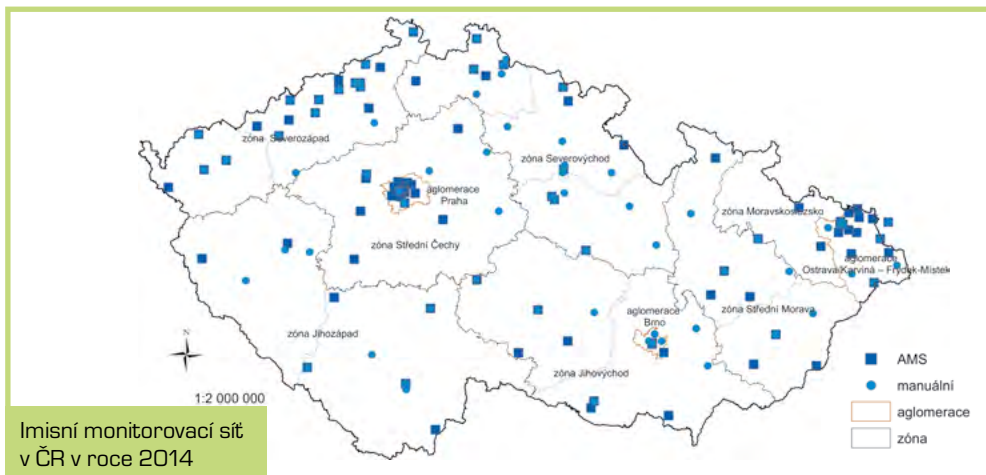 zóna Severozápad
zóna Severovýchod
aglomerace
Praha
zóna Moravskoslezsko
zóna Střední Čechy
aglomerace
Ostrava/Karviná – Frýdek-Místek
aglomerace
Brno
zóna Střední Morava
zóna Jihozápad
zóna Jihovýchod
N
1:2 000 000
AMS
manuální
aglomerace
zóna
Imisní monitorovací síť
v ČR v roce 2014